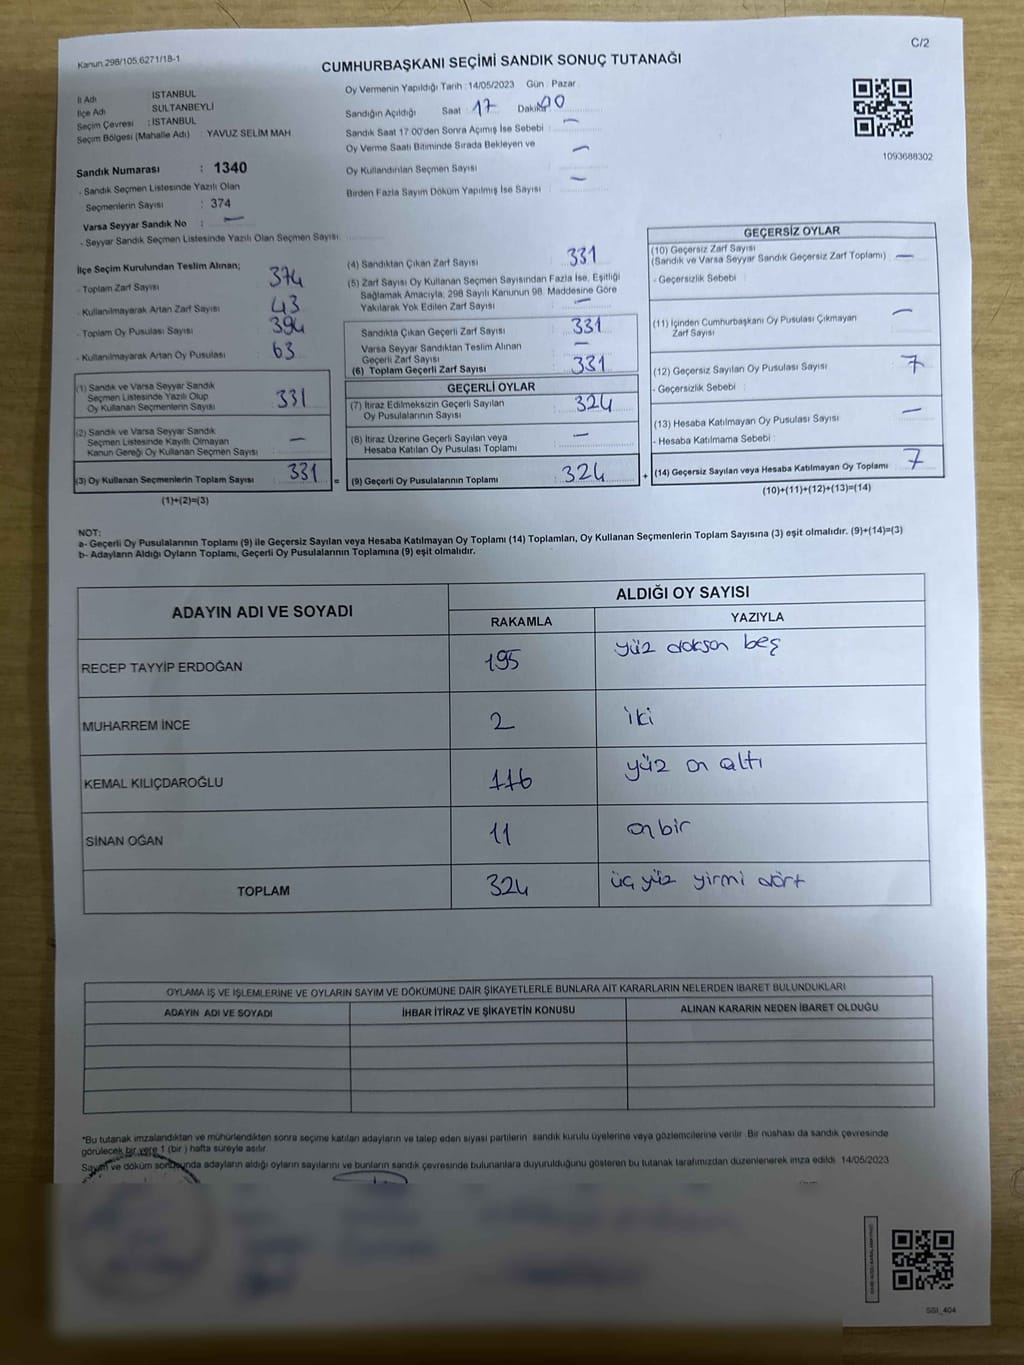 Kanun.298/105.6271/18-1
C/2
CUMHURBAŞKANI SEÇİMİ SANDIK SONUÇ TUTANAĞI
İl Adı : İSTANBUL
İlçe Adı : SULTANBEYLİ
Seçim Çevresi : İSTANBUL
Seçim Bölgesi (Mahalle Adı) : YAVUZ SELİM MAH.
Sandık Numarası : 1340
- Sandık Seçmen Listesinde Yazılı Olan
Seçmenlerin Sayısı : 374
Varsa Seyyar Sandık No : —
- Seyyar Sandık Seçmen Listesinde Yazılı Olan Seçmen Sayısı:
Oy Vermenin Yapıldığı Tarih : 14/05/2023 Gün : Pazar
Sandığın Açıldığı Saat : 17 Dakika 00
Sandık Saat 17:00'den Sonra Açımış İse Sebebi : —
Oy Verme Saati Bitiminde Sırada Bekleyen ve
Oy Kullandırılan Seçmen Sayısı : —
Birden Fazla Sayım Döküm Yapılmış İse Sayısı : —
1093688302
İlçe Seçim Kurulundan Teslim Alınan;
- Toplam Zarf Sayısı : 374
- Kullanılmayarak Artan Zarf Sayısı : 43
- Toplam Oy Pusulası Sayısı : 394
- Kullanılmayarak Artan Oy Pusulası : 63
(1) Sandık ve Varsa Seyyar Sandık
Seçmen Listesinde Yazılı Olup
Oy Kullanan Seçmenlerin Sayısı : 331
(2) Sandık ve Varsa Seyyar Sandık
Seçmen Listesinde Kayıtlı Olmayan
Kanun Gereği Oy Kullanan Seçmen Sayısı : —
(3) Oy Kullanan Seçmenlerin Toplam Sayısı : 331
(1)+(2)=(3)
(4) Sandıktan Çıkan Zarf Sayısı : 331
(5) Zarf Sayısı Oy Kullanan Seçmen Sayısından Fazla İse, Eşitliği
Sağlamak Amacıyla, 298 Sayılı Kanunun 98. Maddesine Göre
Yakılarak Yok Edilen Zarf Sayısı : —
Sandıkta Çıkan Geçerli Zarf Sayısı : 331
Varsa Seyyar Sandıktan Teslim Alınan
Geçerli Zarf Sayısı : —
(6) Toplam Geçerli Zarf Sayısı : 331
GEÇERLİ OYLAR
(7) İtiraz Edilmeksizin Geçerli Sayılan
Oy Pusulalarının Sayısı : 324
(8) İtiraz Üzerine Geçerli Sayılan veya
Hesaba Katılan Oy Pusulası Toplamı : —
= (9) Geçerli Oy Pusulalarının Toplamı : 324
GEÇERSİZ OYLAR
(10) Geçersiz Zarf Sayısı
(Sandık ve Varsa Seyyar Sandık Geçersiz Zarf Toplamı) : —
- Geçersizlik Sebebi :
(11) İçinden Cumhurbaşkanı Oy Pusulası Çıkmayan
Zarf Sayısı : —
(12) Geçersiz Sayılan Oy Pusulası Sayısı : 7
- Geçersizlik Sebebi :
(13) Hesaba Katılmayan Oy Pusulası Sayısı : —
- Hesaba Katılmama Sebebi :
+ (14) Geçersiz Sayılan veya Hesaba Katılmayan Oy Toplamı : 7
(10)+(11)+(12)+(13)=(14)
NOT:
a- Geçerli Oy Pusulalarının Toplamı (9) ile Geçersiz Sayılan veya Hesaba Katılmayan Oy Toplamı (14) Toplamları, Oy Kullanan Seçmenlerin Toplam Sayısına (3) eşit olmalıdır. (9)+(14)=(3)
b- Adayların Aldığı Oyların Toplamı, Geçerli Oy Pusulalarının Toplamına (9) eşit olmalıdır.
ADAYIN ADI VE SOYADI
ALDIĞI OY SAYISI
RAKAMLA YAZIYLA
RECEP TAYYİP ERDOĞAN 195 yüz doksan beş
MUHARREM İNCE 2 iki
KEMAL KILIÇDAROĞLU 116 yüz on altı
SİNAN OĞAN 11 on bir
TOPLAM 324 üç yüz yirmi dört
OYLAMA İŞ VE İŞLEMLERİNE VE OYLARIN SAYIM VE DÖKÜMÜNE DAİR ŞİKAYETLERLE BUNLARA AİT KARARLARIN NELERDEN İBARET BULUNDUKLARI
ADAYIN ADI VE SOYADI İHBAR İTİRAZ VE ŞİKAYETİN KONUSU ALINAN KARARIN NEDEN İBARET OLDUĞU
*Bu tutanak imzalandıktan ve mühürlendikten sonra seçime katılan adayların ve talep eden siyasi partilerin sandık kurulu üyelerine veya gözlemcilerine verilir. Bir nüshası da sandık çevresinde
görülecek bir yere 1 (bir) hafta süreyle asılır.
Sayım ve döküm sonucunda adayların aldığı oyların sayılarını ve bunların sandık çevresinde bulunanlara duyurulduğunu gösteren bu tutanak tarafımızdan düzenlenerek imza edildi. 14/05/2023
SSI_404